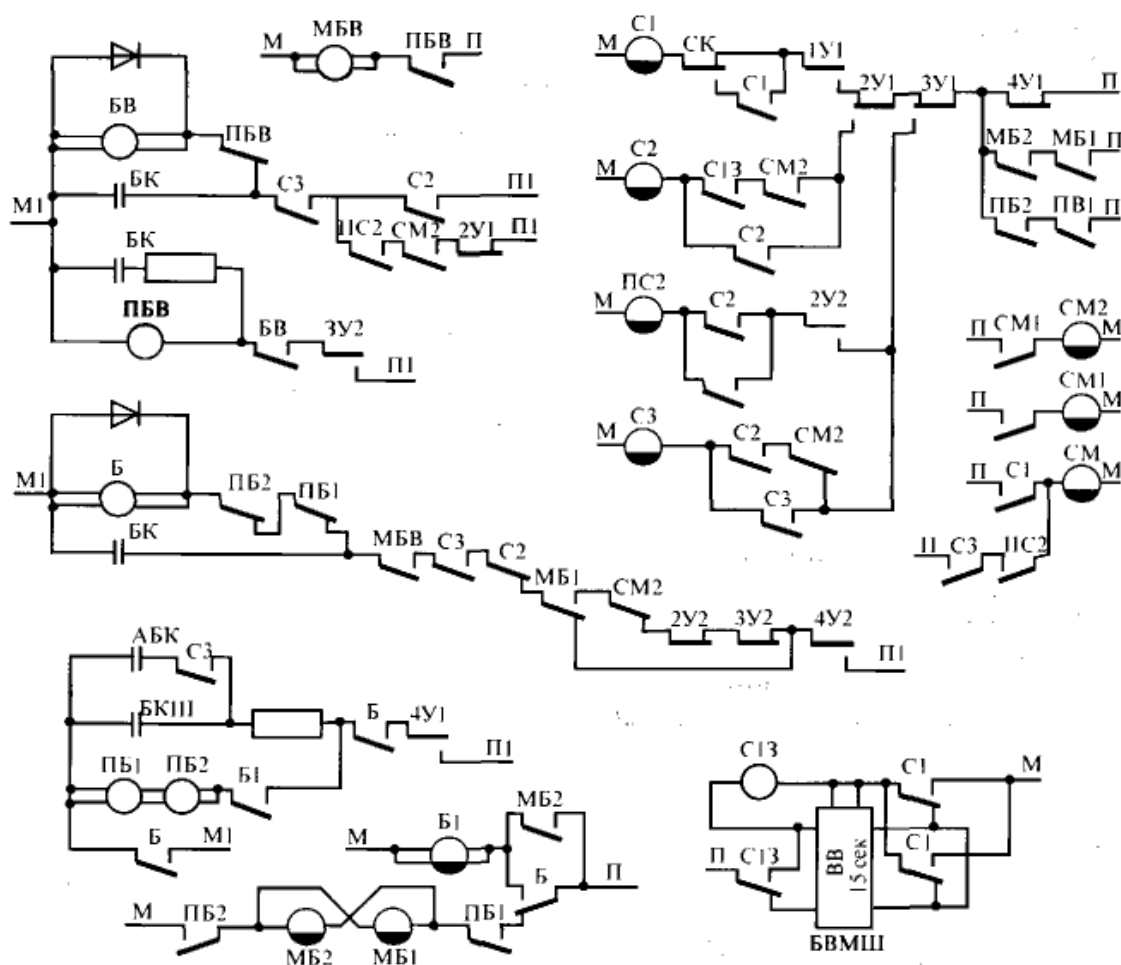 М МБВ ПБВ П
БВ ПБВ
М1 БК С3 С2 П1
ПС2 СМ2 2У1 П1
БК
ПБВ БВ 3У2
П1
М С1 СК 1У1
С1 2У1 3У1 4У1 П
МБ2 МБ1 П
М С2 С13 СМ2
ПБ2 ПВ1 П
С2
М ПС2 С2 2У2
П СМ1 СМ2 М
П СМ1 М
М С3 С2 СМ2
П С1 СМ М
С3
П С3 ПС2
М1 Б ПБ2 ПБ1
БК МБВ С3 С2
МБ1 СМ2
2У2 3У2 4У2
П1
АБК С3
БКШ Б 4У1
П1
ПБ1 ПБ2 Б1
Б М1
М Б1 МБ2
Б П
М ПБ2 ПБ1
МБ2 МБ1
С13 С1 М
П С13 ВВ 15 сек С1
БВМШ